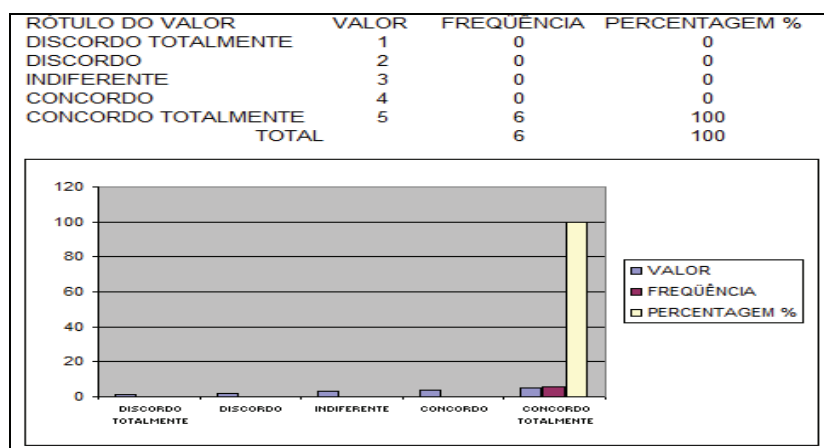 RÓTULO DO VALOR VALOR FREQÜÊNCIA PERCENTAGEM %
DISCORDO TOTALMENTE 1 0 0
DISCORDO 2 0 0
INDIFERENTE 3 0 0
CONCORDO 4 0 0
CONCORDO TOTALMENTE 5 6 100
TOTAL 6 100
120
100
80
60
40
20
0
DISCORDO TOTALMENTE
DISCORDO
INDIFERENTE
CONCORDO
CONCORDO TOTALMENTE
VALOR
FREQÜÊNCIA
PERCENTAGEM %